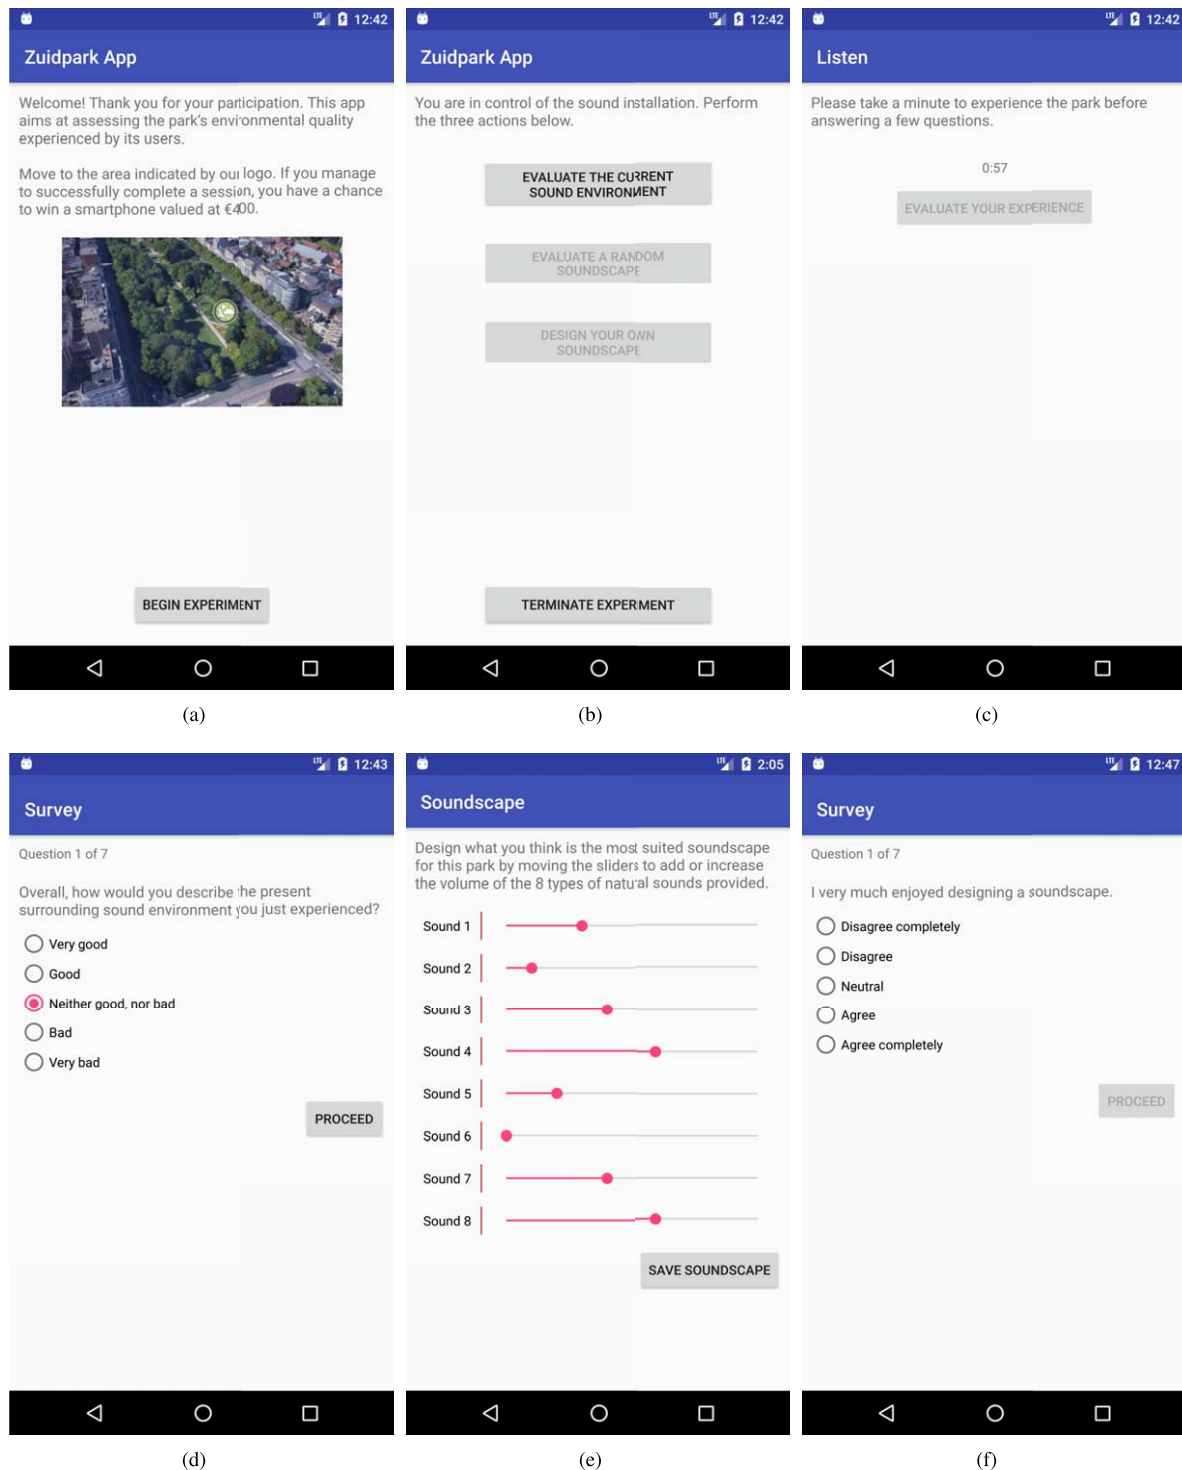 12:42
Zuidpark App
Welcome! Thank you for your participation. This app
aims at assessing the park's environmental quality
experienced by its users.
Move to the area indicated by our logo. If you manage
to successfully complete a session, you have a chance
to win a smartphone valued at €400.
BEGIN EXPERIMENT
(a)
LTE 12:42
Zuidpark App
You are in control of the sound installation. Perform
the three actions below.
EVALUATE THE CURRENT
SOUND ENVIRONMENT
EVALUATE A RANDOM
SOUNDSCAPE
DESIGN YOUR OWN
SOUNDSCAPE
TERMINATE EXPERIMENT
(b)
LTE 12:42
Listen
Please take a minute to experience the park before
answering a few questions.
0:57
EVALUATE YOUR EXPERIENCE
(c)
LTE 12:43
Survey
Question 1 of 7
Overall, how would you describe the present
surrounding sound environment you just experienced?
Very good
Good
Neither good, nor bad
Bad
Very bad
PROCEED
(d)
LTE 2:05
Soundscape
Design what you think is the most suited soundscape
for this park by moving the sliders to add or increase
the volume of the 8 types of natural sounds provided.
Sound 1
Sound 2
Sound 3
Sound 4
Sound 5
Sound 6
Sound 7
Sound 8
SAVE SOUNDSCAPE
(e)
LTE 12:47
Survey
Question 1 of 7
I very much enjoyed designing a soundscape.
Disagree completely
Disagree
Neutral
Agree
Agree completely
PROCEED
(f)